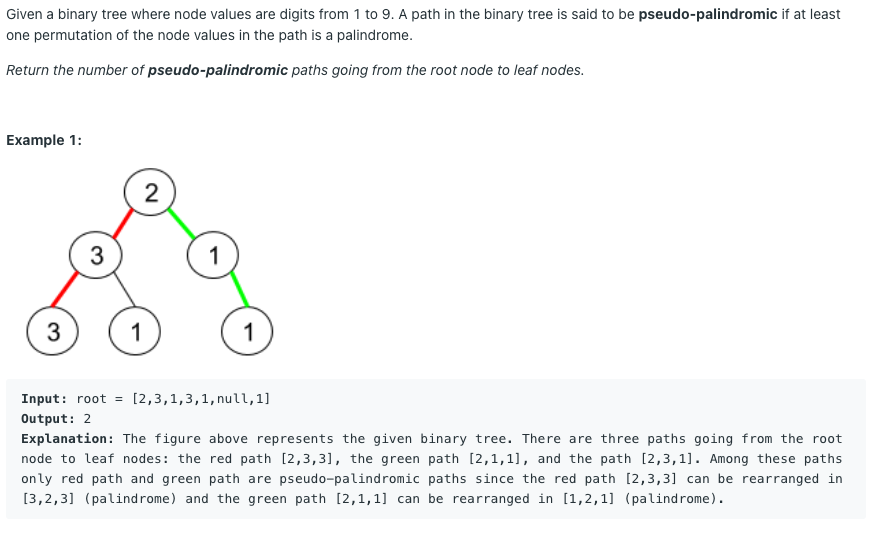 Given a binary tree where node values are digits from 1 to 9. A path in the binary tree is said to be pseudo-palindromic if at least
one permutation of the node values in the path is a palindrome.
Return the number of pseudo-palindromic paths going from the root node to leaf nodes.
Example 1:
2
3 1
3 1 1
Input: root = [2,3,1,3,1,null,1]
Output: 2
Explanation: The figure above represents the given binary tree. There are three paths going from the root
node to leaf nodes: the red path [2,3,3], the green path [2,1,1], and the path [2,3,1]. Among these paths
only red path and green path are pseudo-palindromic paths since the red path [2,3,3] can be rearranged in
[3,2,3] (palindrome) and the green path [2,1,1] can be rearranged in [1,2,1] (palindrome).